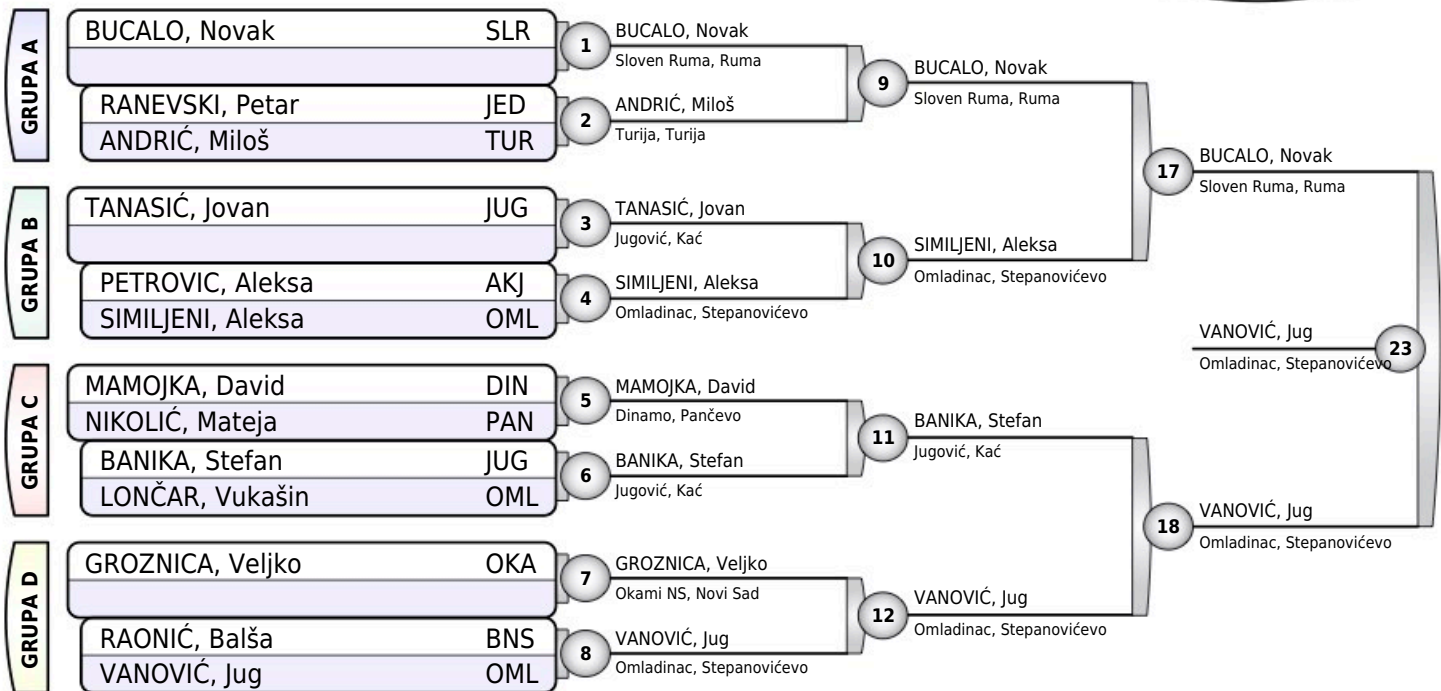 GRUPA A
BUCALO, Novak SLR
RANEVSKI, Petar JED
ANDRIĆ, Miloš TUR
GRUPA B
TANASIĆ, Jovan JUG
PETROVIC, Aleksa AKJ
SIMILJENI, Aleksa OML
GRUPA C
MAMOJKA, David DIN
NIKOLIĆ, Mateja PAN
BANIKA, Stefan JUG
LONČAR, Vukašin OML
GRUPA D
GROZNICA, Veljko OKA
RAONIĆ, Balša BNS
VANOVIĆ, Jug OML
1
BUCALO, Novak
Sloven Ruma, Ruma
2
ANDRIĆ, Miloš
Turija, Turija
3
TANASIĆ, Jovan
Jugović, Kać
4
SIMILJENI, Aleksa
Omladinac, Stepanovićevo
5
MAMOJKA, David
Dinamo, Pančevo
6
BANIKA, Stefan
Jugović, Kać
7
GROZNICA, Veljko
Okami NS, Novi Sad
8
VANOVIĆ, Jug
Omladinac, Stepanovićevo
9
BUCALO, Novak
Sloven Ruma, Ruma
10
SIMILJENI, Aleksa
Omladinac, Stepanovićevo
11
BANIKA, Stefan
Jugović, Kać
12
VANOVIĆ, Jug
Omladinac, Stepanovićevo
17
BUCALO, Novak
Sloven Ruma, Ruma
18
VANOVIĆ, Jug
Omladinac, Stepanovićevo
VANOVIĆ, Jug
Omladinac, Stepanovićevo
23